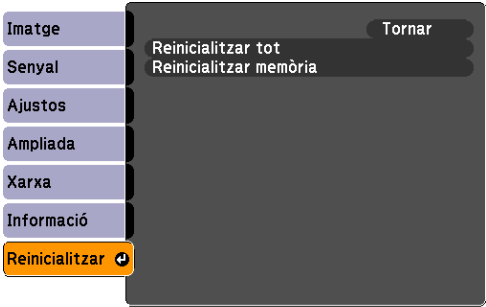 Imatge
Senyal
Ajustos
Ampliada
Xarxa
Informació
Reinicialitzar
Tornar
Reinicialitzar tot
Reinicialitzar memòria